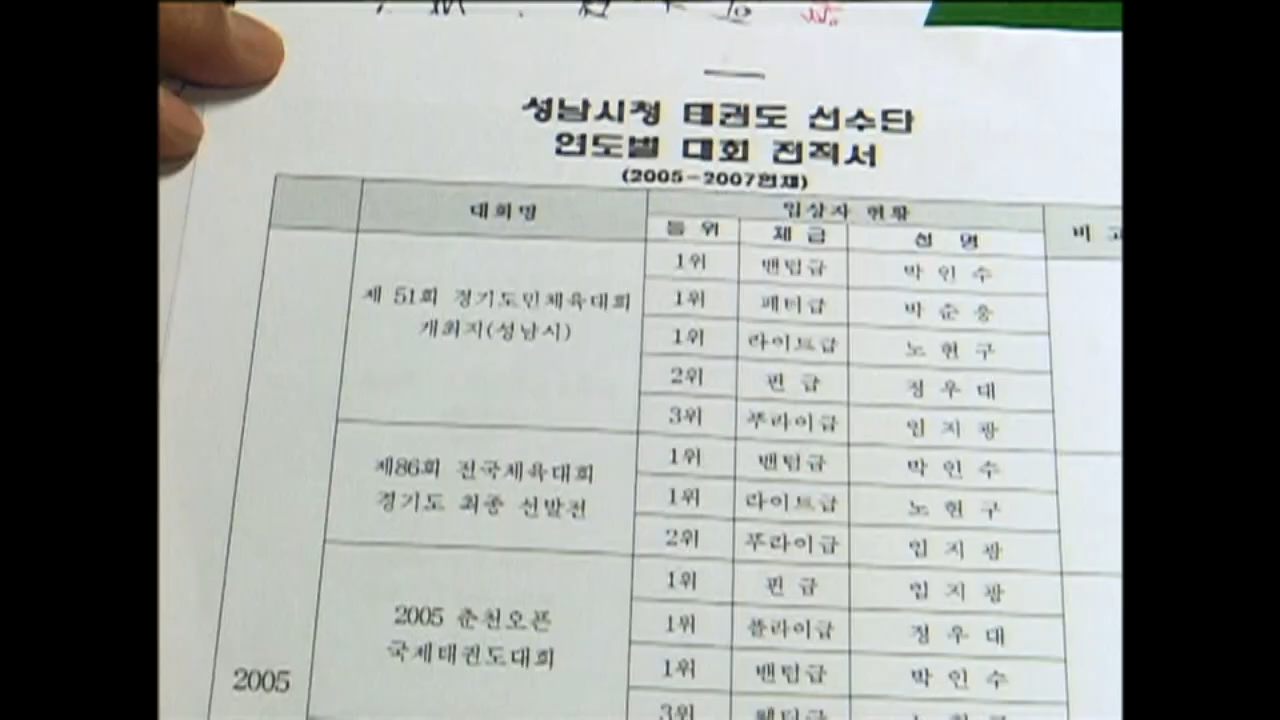 성남시청 태권도 선수단
연도별 대회 전적서
(2005-2007현재)
대회명 입상자 현황 비 고
등 위 체 급 성 명
2005
제 51회 경기도민체육대회
개최지(성남시)
1위 밴텀급 박 인 수
1위 페더급 박 순 웅
1위 라이트급 노 현 구
2위 핀 급 정 우 대
3위 푸라이급 임 지 광
제86회 전국체육대회
경기도 최종 선발전
1위 밴텀급 박 인 수
1위 라이트급 노 현 구
2위 푸라이급 임 지 광
2005 춘천오픈
국제태권도대회
1위 핀 급 임 지 광
1위 플라이급 정 우 대
1위 밴텀급 박 인 수
3위